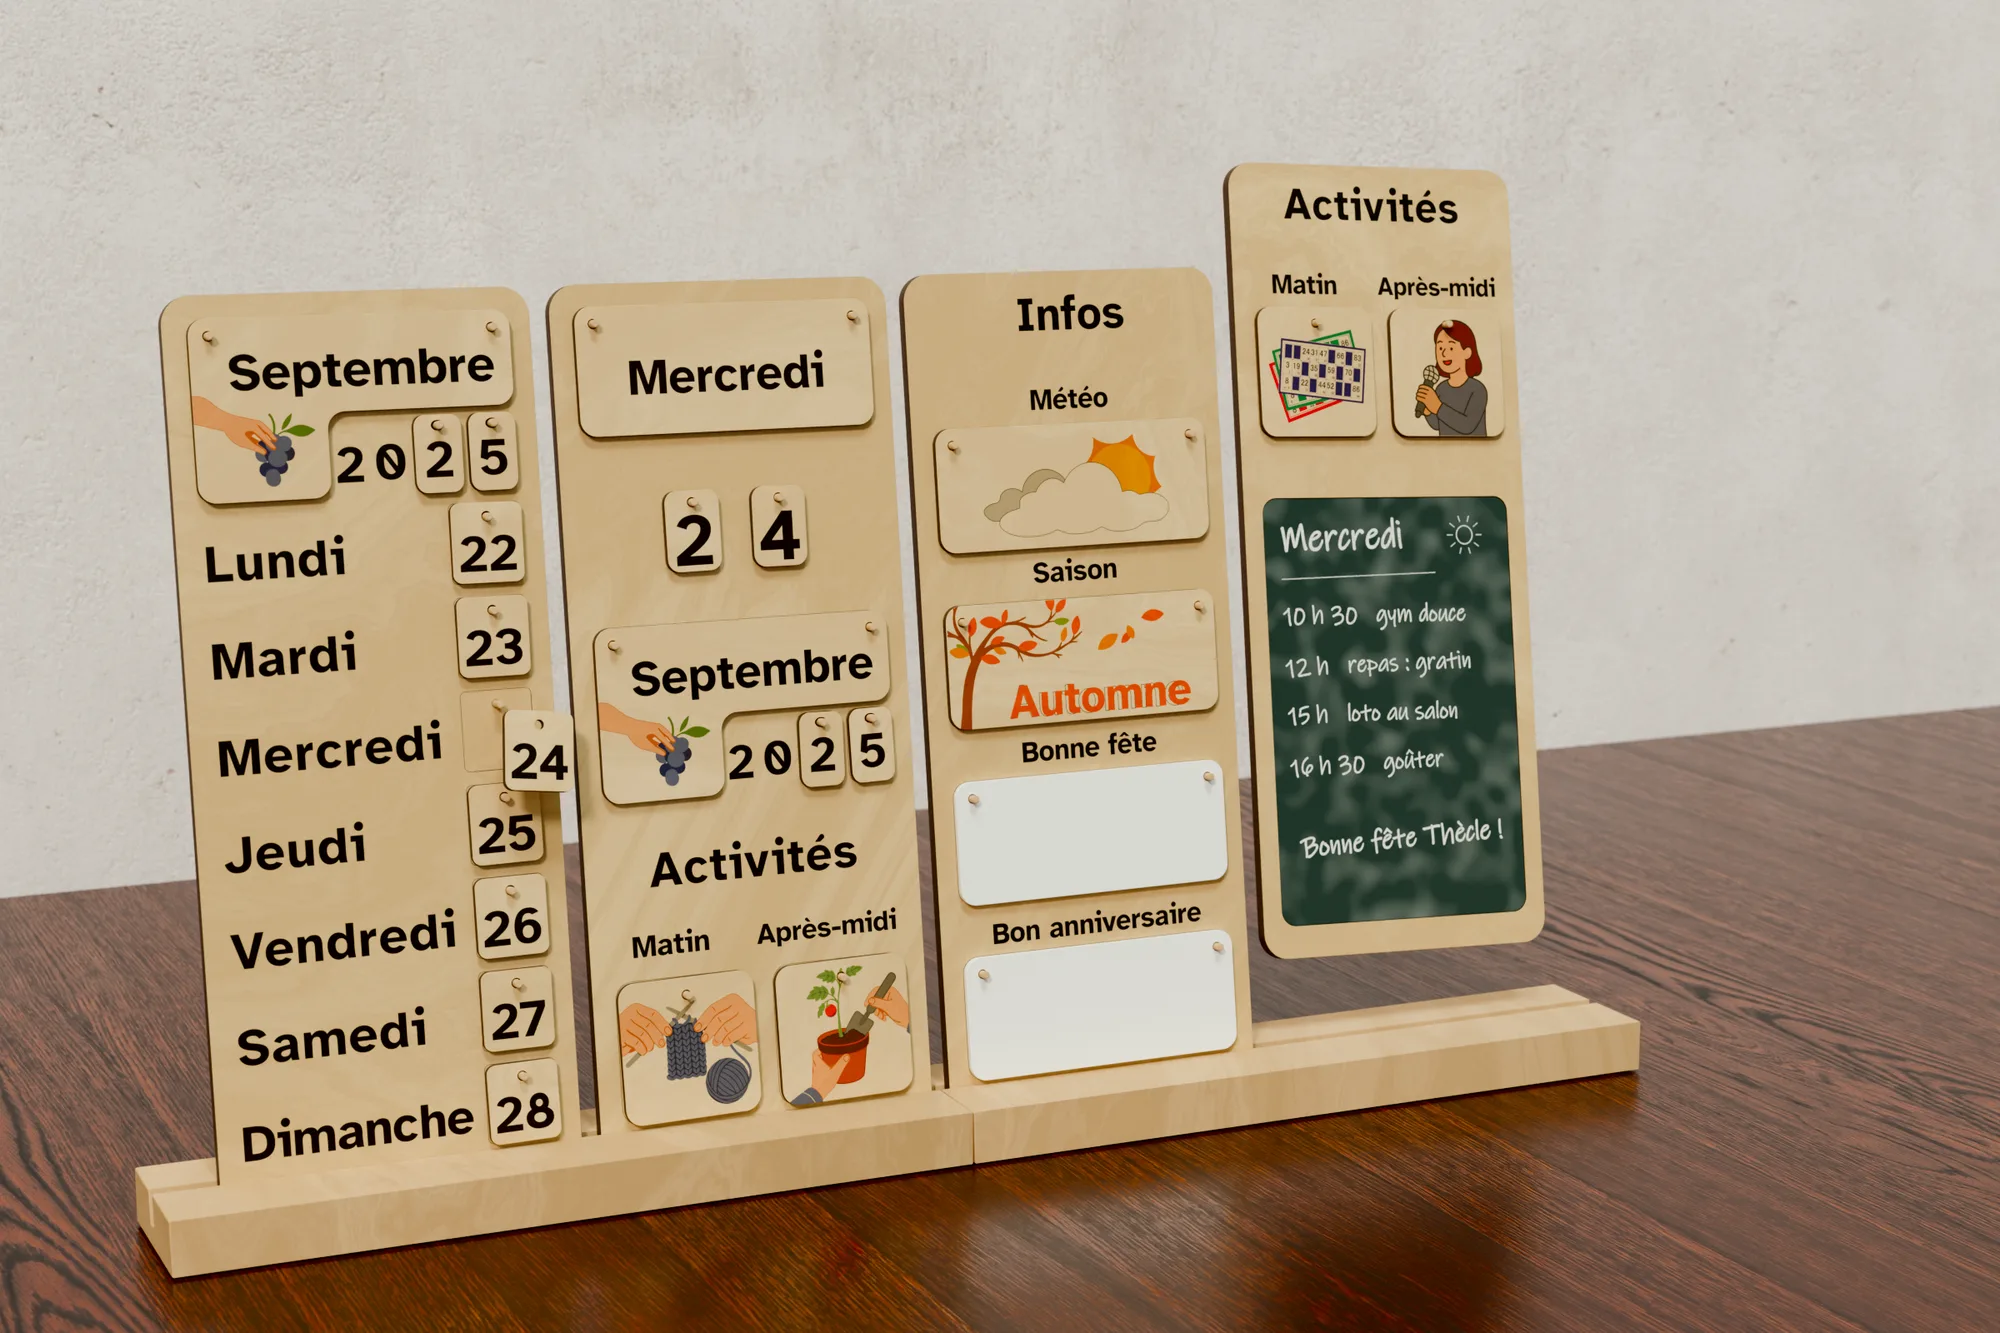 Septembre
2025
Lundi 22
Mardi 23
Mercredi 24
Jeudi 25
Vendredi 26
Samedi 27
Dimanche 28
Mercredi
2 4
Septembre
2025
Activités
Matin Après-midi
Infos
Météo
Saison
Automne
Bonne fête
Bon anniversaire
Activités
Matin Après-midi
Mercredi
10 h 30 gym douce
12 h repas : gratin
15 h loto au salon
16 h 30 goûter
Bonne fête Thècle !